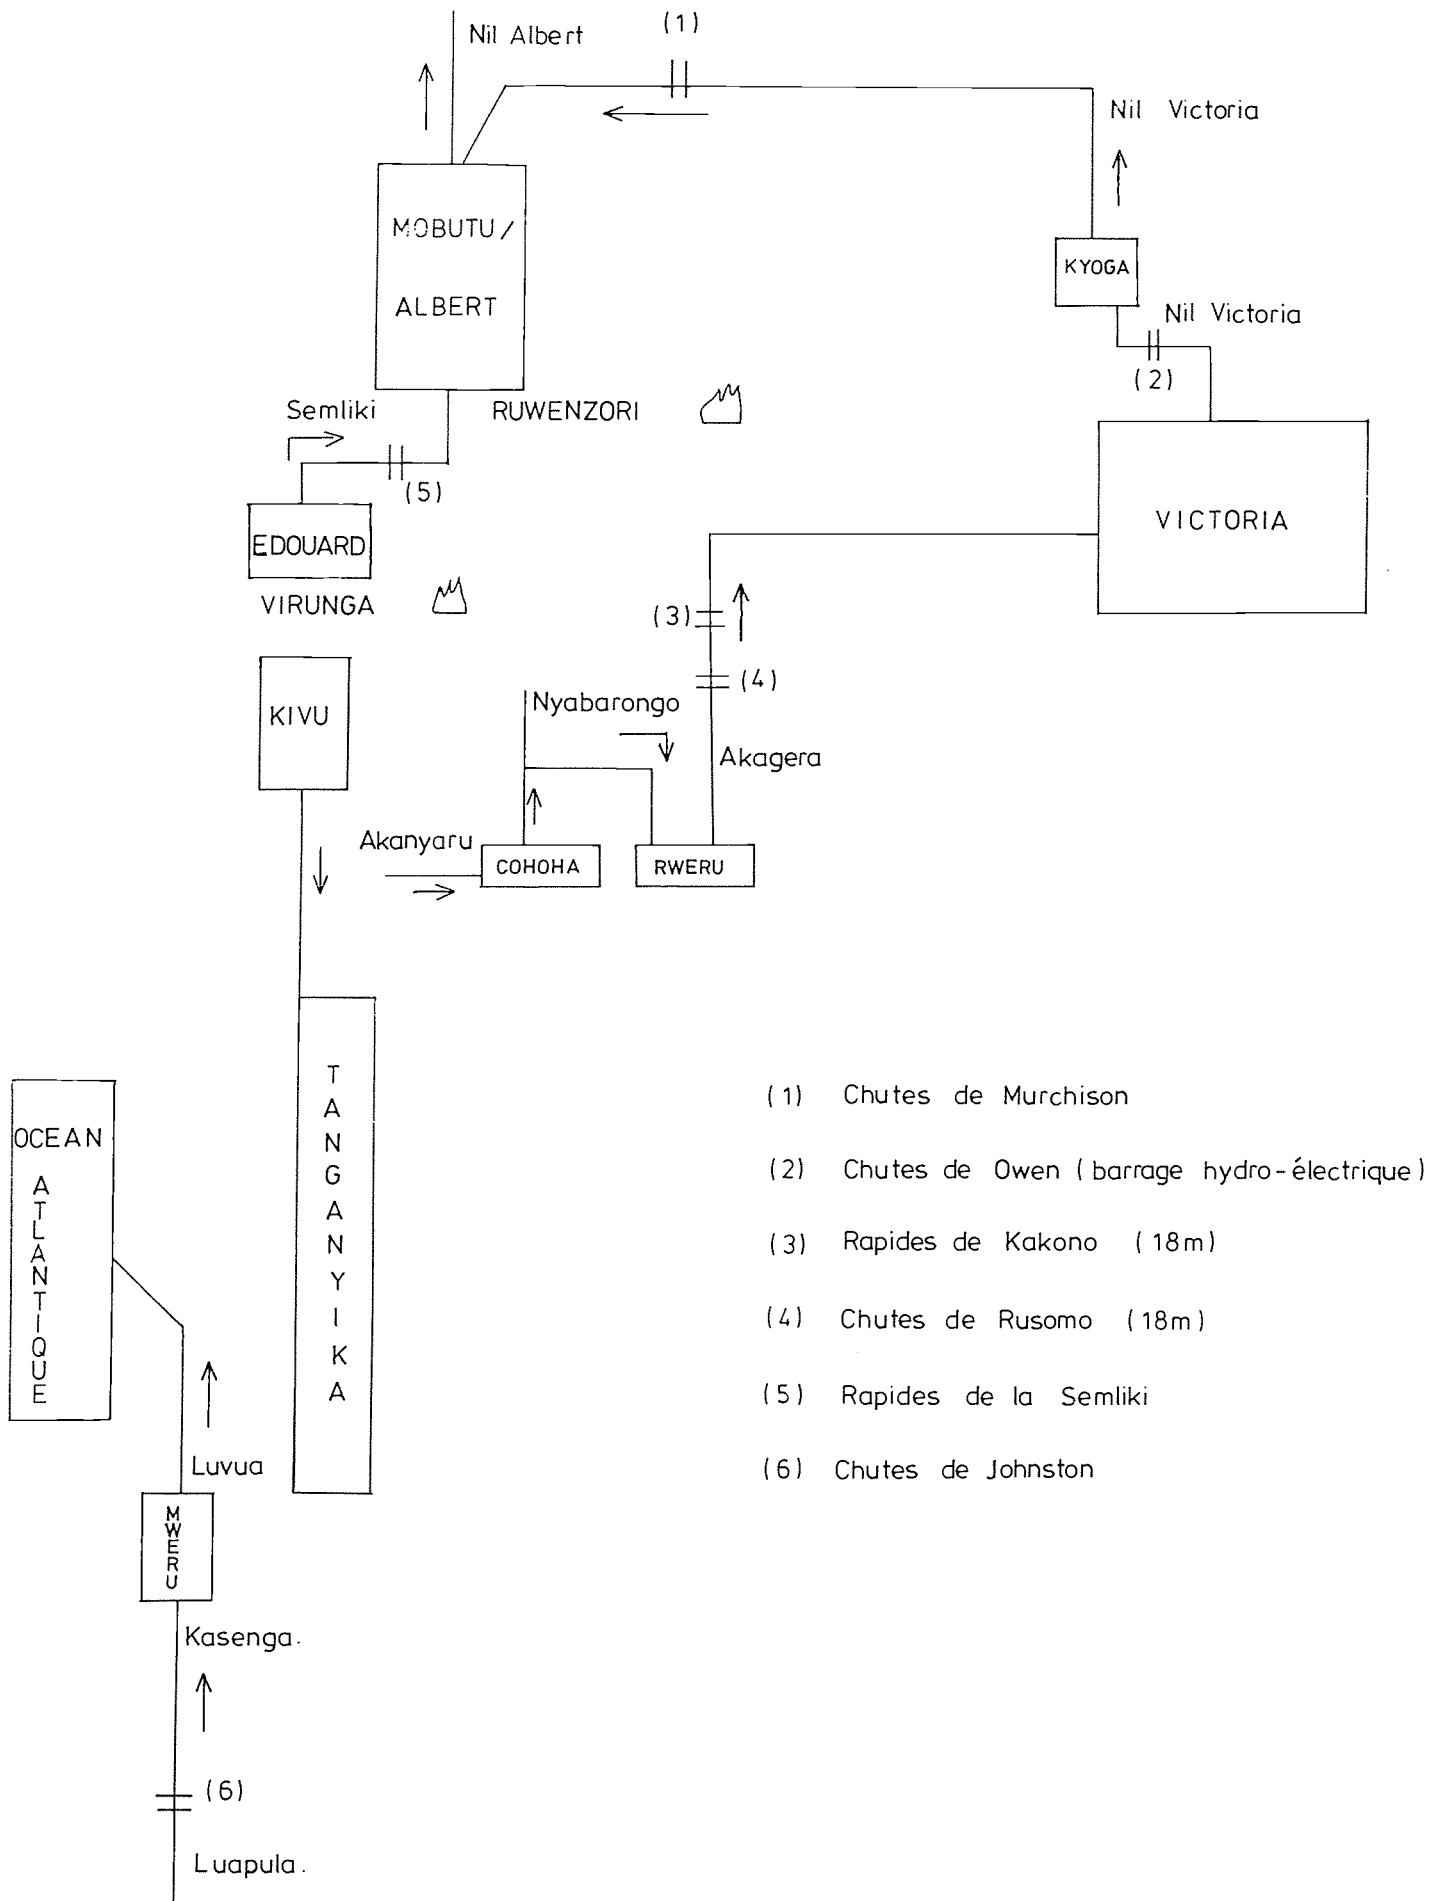 Nil Albert
(1)
Nil Victoria
MOBUTU /
ALBERT
KYOGA
Nil Victoria
(2)
Semliki
RUWENZORI
(5)
EDOUARD
VICTORIA
VIRUNGA
(3)
(4)
KIVU
Nyabarongo
Akagera
Akanyaru
COHOHA
RWERU
TANGANYIKA
OCEAN
ATLANTIQUE
(1) Chutes de Murchison
(2) Chutes de Owen (barrage hydro-électrique)
(3) Rapides de Kakono (18m)
(4) Chutes de Rusomo (18m)
(5) Rapides de la Semliki
(6) Chutes de Johnston
Luvua
MWERU
Kasenga.
(6)
Luapula.